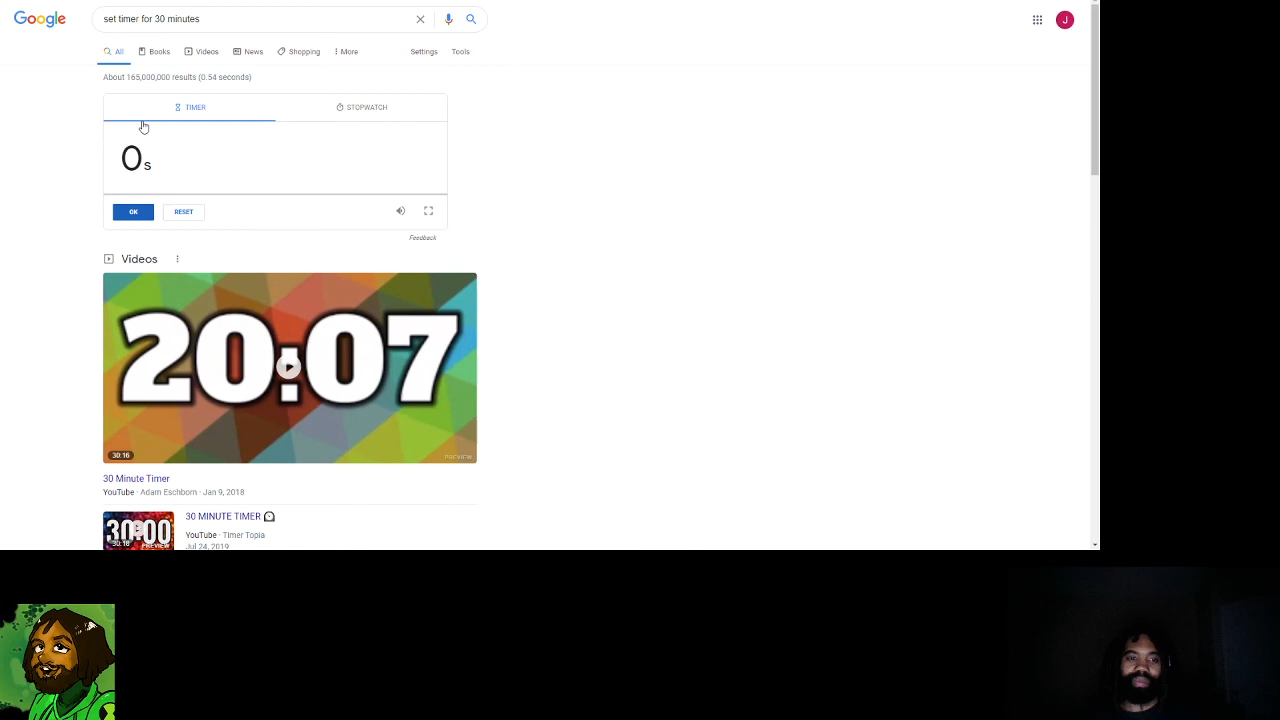 Google
set timer for 30 minutes
J
All
Books
Videos
News
Shopping
More
Settings
Tools
About 165,000,000 results (0.54 seconds)
TIMER
STOPWATCH
0s
OK
RESET
Feedback
Videos
20:07
30:16
PREVIEW
30 Minute Timer
YouTube · Adam Eschborn · Jan 9, 2018
30:00
PREVIEW
30 MINUTE TIMER
YouTube · Timer Topia
Jul 24, 2019